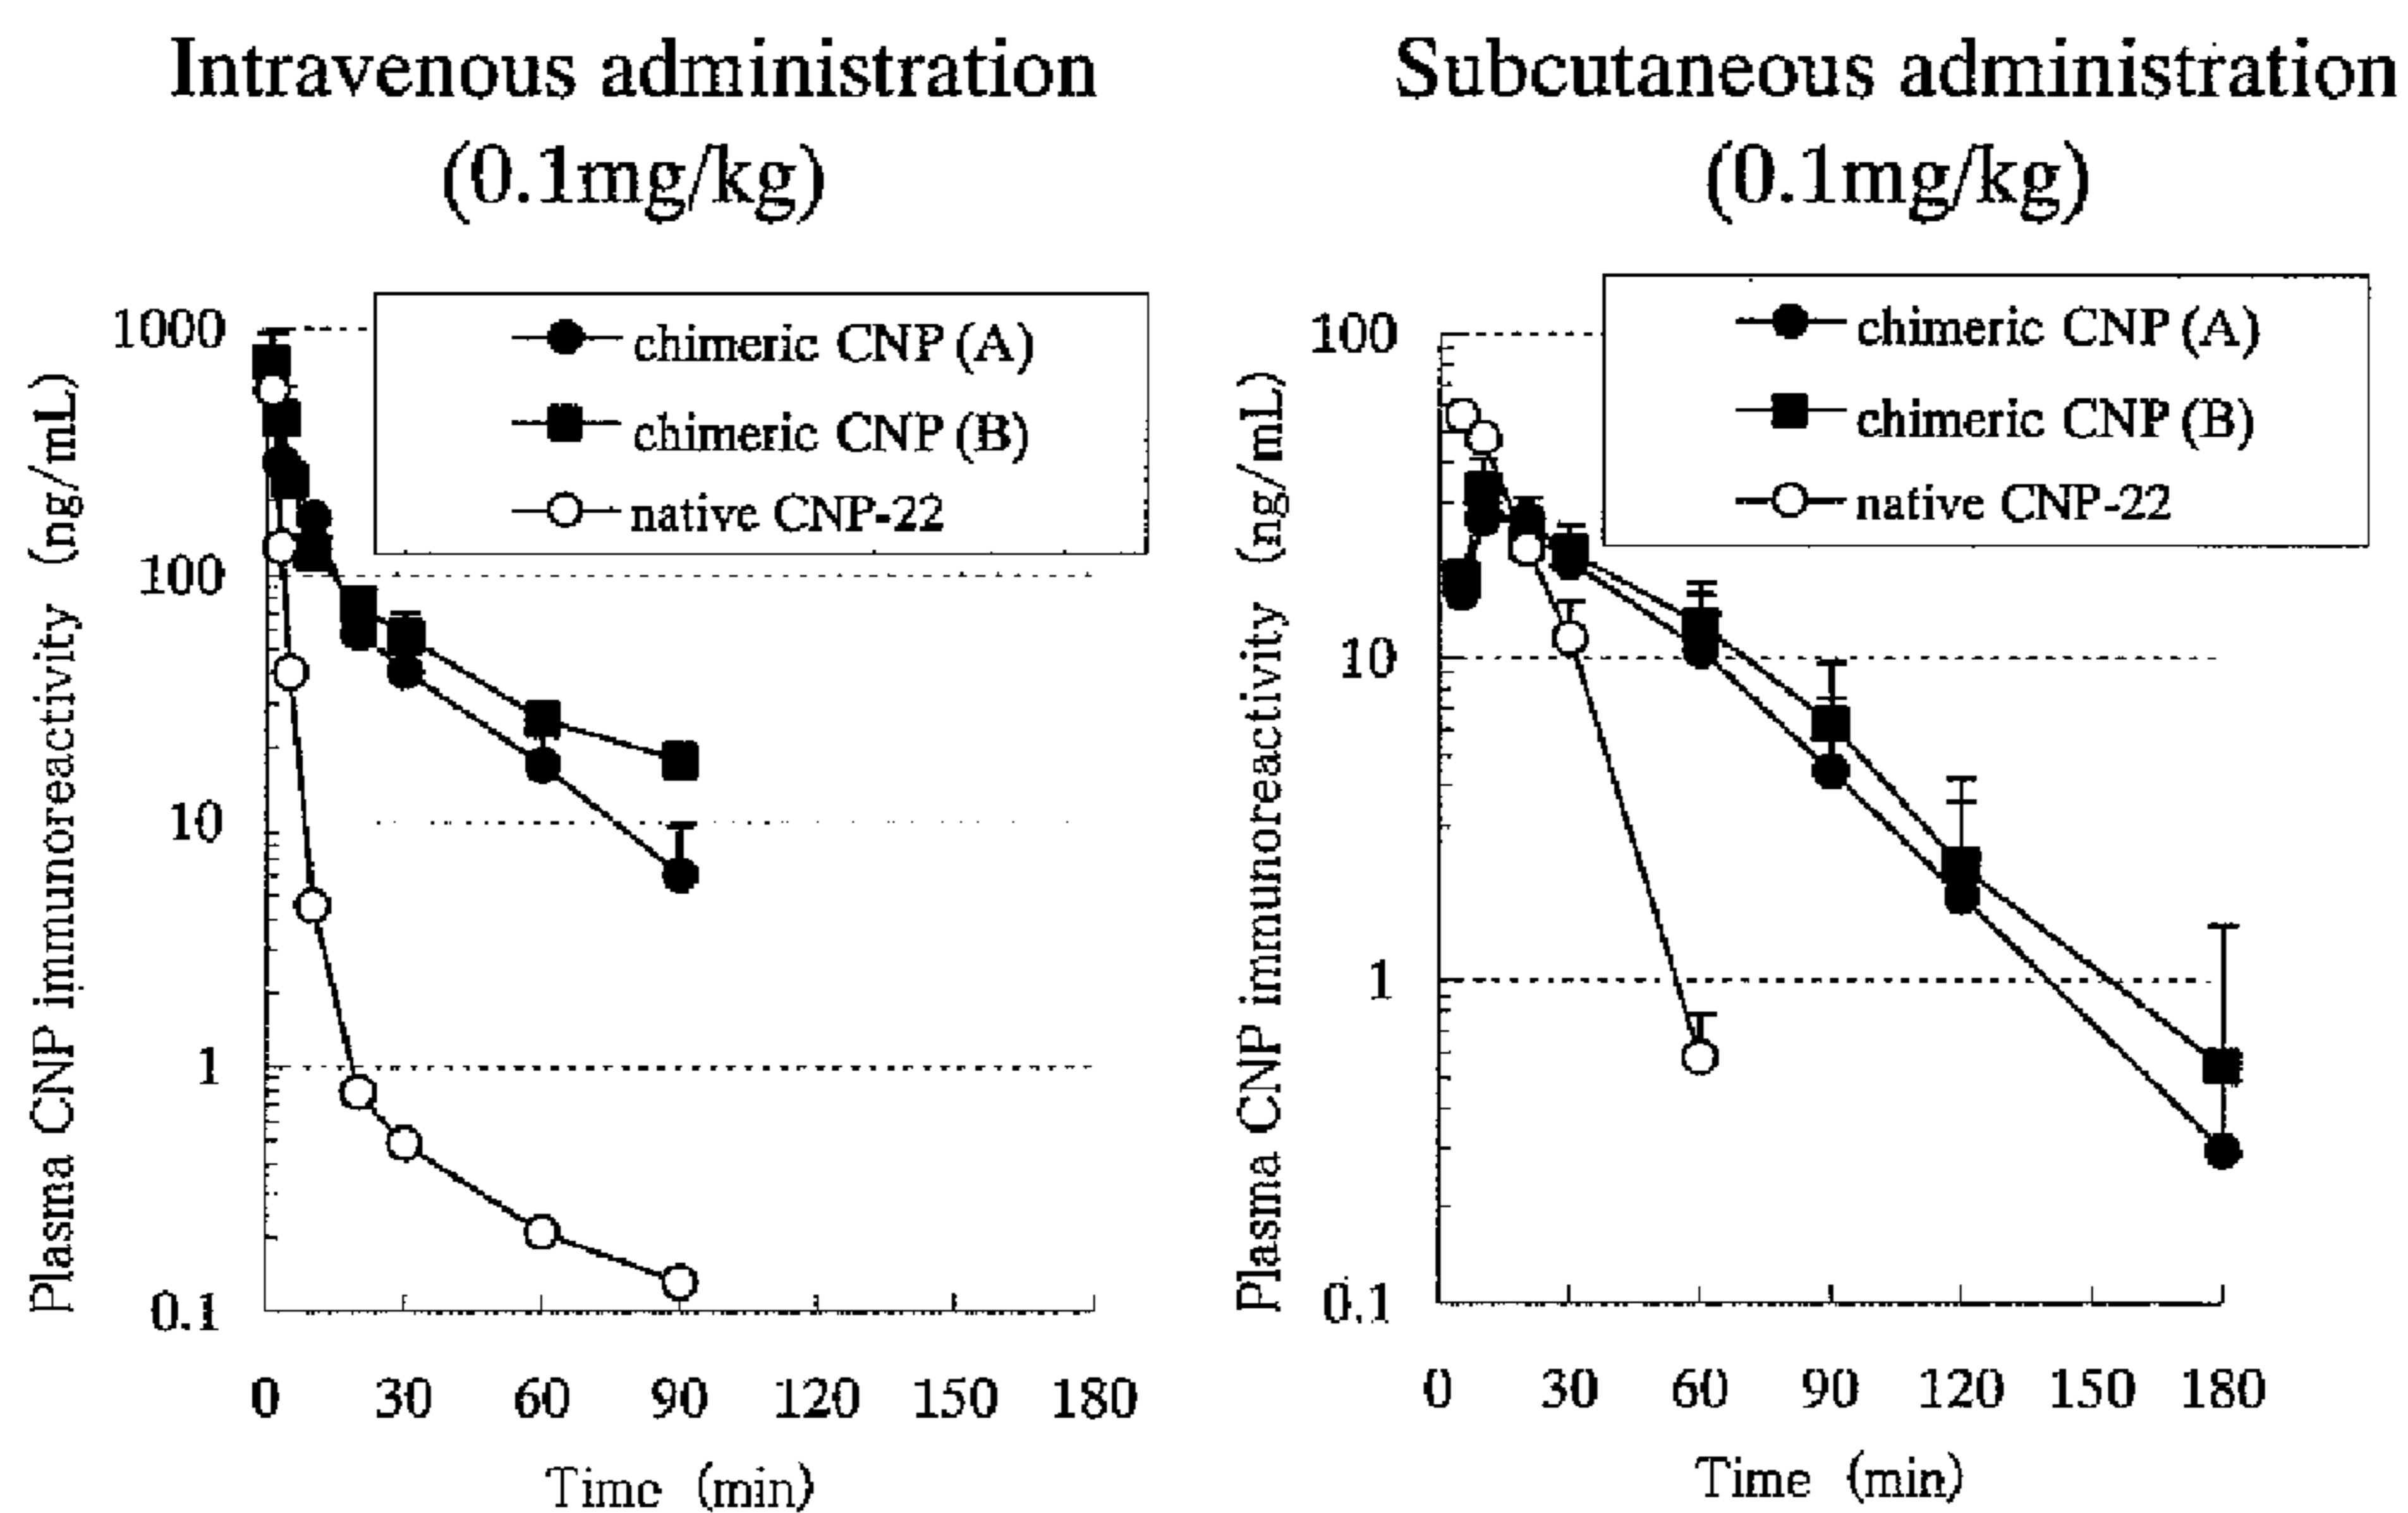 Intravenous administration
(0.1mg/kg)
1000
100
10
1
0.1
Plasma CNP immunoreactivity (ng/mL)
chimeric CNP (A)
chimeric CNP (B)
native CNP-22
0 30 60 90 120 150 180
Time (min)
Subcutaneous administration
(0.1mg/kg)
100
10
1
0.1
Plasma CNP immunoreactivity (ng/mL)
chimeric CNP (A)
chimeric CNP (B)
native CNP-22
0 30 60 90 120 150 180
Time (min)